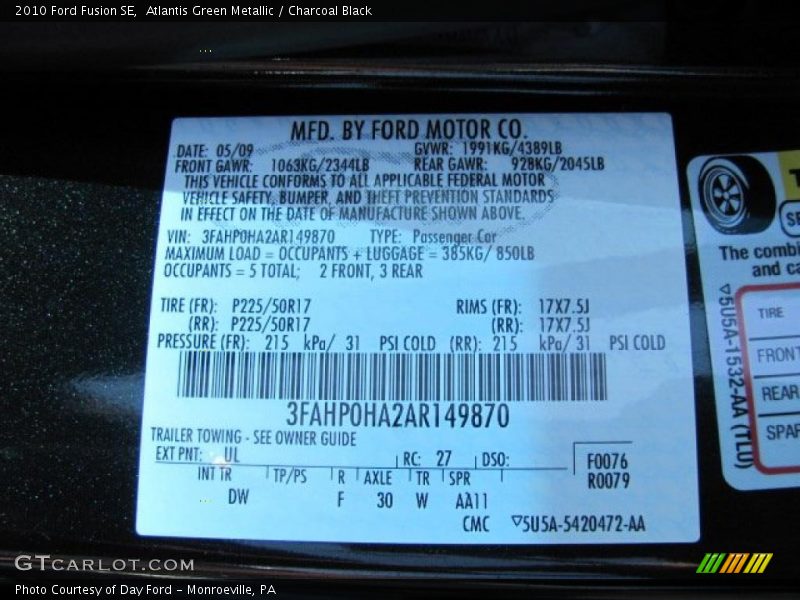 2010 Ford Fusion SE,  Atlantis Green Metallic / Charcoal Black
MFD. BY FORD MOTOR CO.
DATE: 05/09 GVWR: 1991KG/4389LB
FRONT GAWR: 1063KG/2344LB REAR GAWR: 928KG/2045LB
THIS VEHICLE CONFORMS TO ALL APPLICABLE FEDERAL MOTOR
VEHICLE SAFETY, BUMPER, AND THEFT PREVENTION STANDARDS
IN EFFECT ON THE DATE OF MANUFACTURE SHOWN ABOVE.
VIN: 3FAHP0HA2AR149870 TYPE: Passenger Car
MAXIMUM LOAD = OCCUPANTS + LUGGAGE = 385KG/ 850LB
OCCUPANTS = 5 TOTAL; 2 FRONT, 3 REAR
TIRE (FR): P225/50R17 RIMS (FR): 17X7.5J
(RR): P225/50R17 (RR): 17X7.5J
PRESSURE (FR): 215 kPa/ 31 PSI COLD (RR): 215 kPa/ 31 PSI COLD
3FAHP0HA2AR149870
TRAILER TOWING - SEE OWNER GUIDE
EXT PNT: UL RC: 27 DSO: F0076
R0079
INT TR TP/PS R AXLE TR SPR
DW F 30 W AA11
CMC ▽5U5A-5420472-AA
The combi
and ca
TIRE
FRONT
REAR
SPAR
▽5U5A-1532-AA (TLU)
GTCARLOT.COM
Photo Courtesy of Day Ford – Monroeville, PA